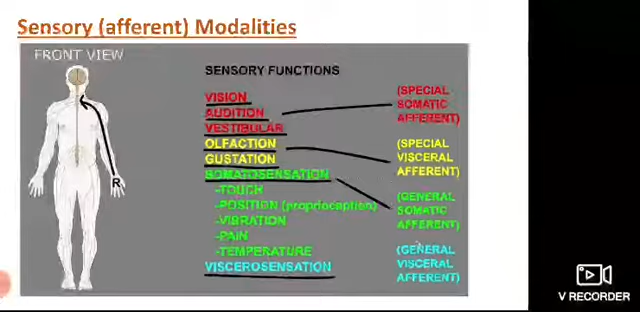 Sensory (afferent) Modalities
FRONT VIEW
SENSORY FUNCTIONS
VISION
AUDITION
VESTIBULAR
OLFACTION
GUSTATION
SOMATOSENSATION
-TOUCH
-POSITION (proprioception)
-VIBRATION
-PAIN
-TEMPERATURE
VISCEROSENSATION
(SPECIAL
SOMATIC
AFFERENT)
(SPECIAL
VISCERAL
AFFERENT)
(GENERAL
SOMATIC
AFFERENT)
(GENERAL
VISCERAL
AFFERENT)
R
V RECORDER